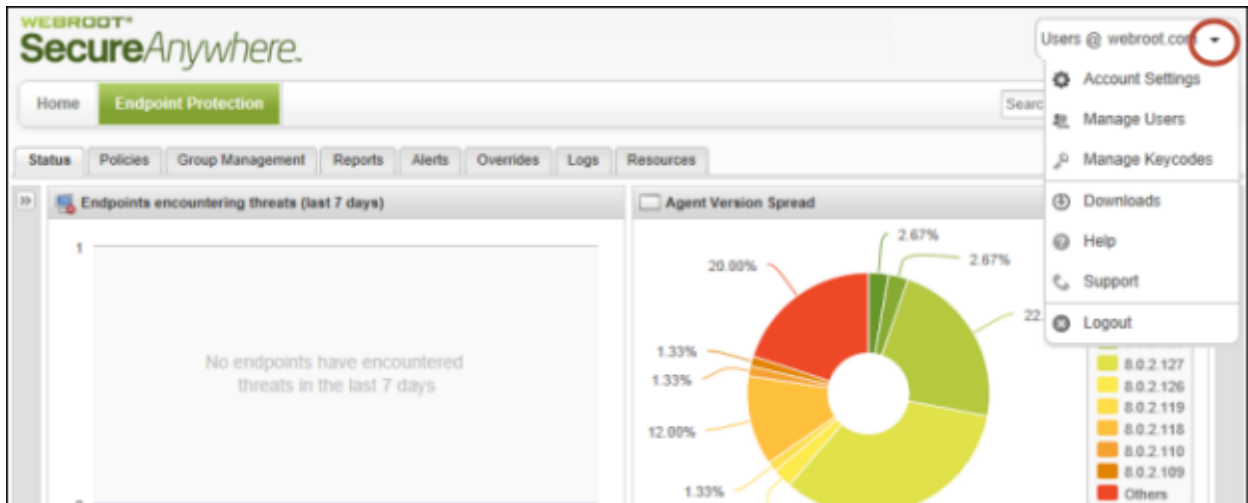 WEBROOT®
SecureAnywhere.
Users @ webroot.com
Home Endpoint Protection
Searc
Account Settings
Manage Users
Manage Keycodes
Downloads
Help
Support
Logout
Status Policies Group Management Reports Alerts Overrides Logs Resources
Endpoints encountering threats (last 7 days)
1
No endpoints have encountered
threats in the last 7 days
Agent Version Spread
2.67%
2.67%
20.00%
22.
1.33%
1.33%
12.00%
1.33%
8.0.2.127
8.0.2.126
8.0.2.119
8.0.2.118
8.0.2.110
8.0.2.109
Others